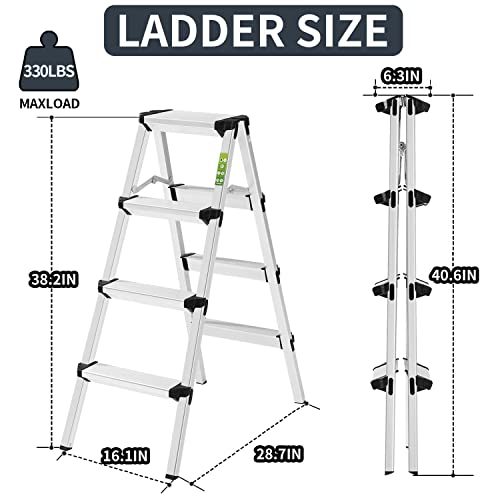 LADDER SIZE
330LBS
MAXLOAD
6.3IN
38.2IN
40.6IN
16.1IN
28.7IN